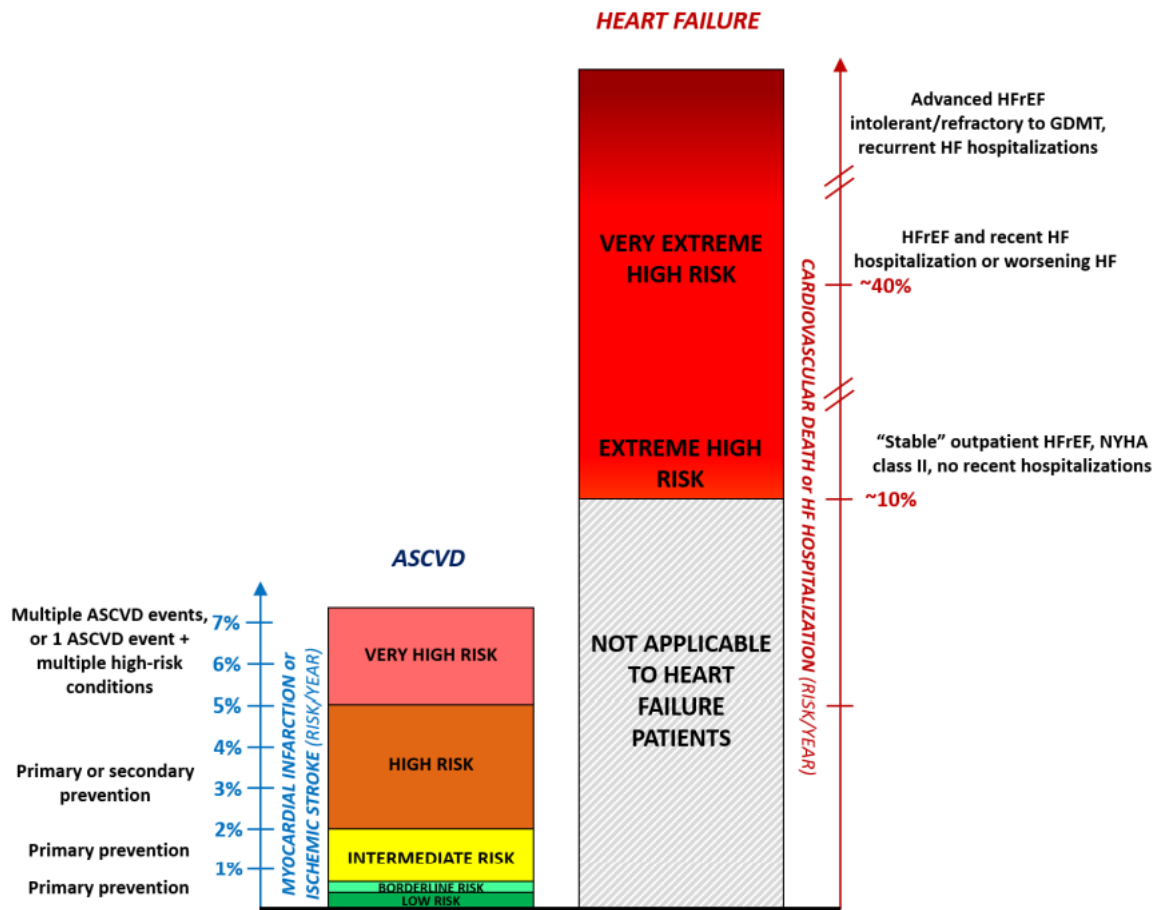 HEART FAILURE
Advanced HFrEF
intolerant/refractory to GDMT,
recurrent HF hospitalizations
VERY EXTREME
HIGH RISK
HFrEF and recent HF
hospitalization or worsening HF
~40%
EXTREME HIGH
RISK
"Stable" outpatient HFrEF, NYHA
class II, no recent hospitalizations
~10%
CARDIOVASCULAR DEATH or HF HOSPITALIZATION (RISK/YEAR)
NOT APPLICABLE
TO HEART
FAILURE
PATIENTS
ASCVD
Multiple ASCVD events,
or 1 ASCVD event +
multiple high-risk
conditions
Primary or secondary
prevention
Primary prevention
Primary prevention
7%
6%
5%
4%
3%
2%
1%
MYOCARDIAL INFARCTION or
ISCHEMIC STROKE (RISK/YEAR)
VERY HIGH RISK
HIGH RISK
INTERMEDIATE RISK
BORDERLINE RISK
LOW RISK